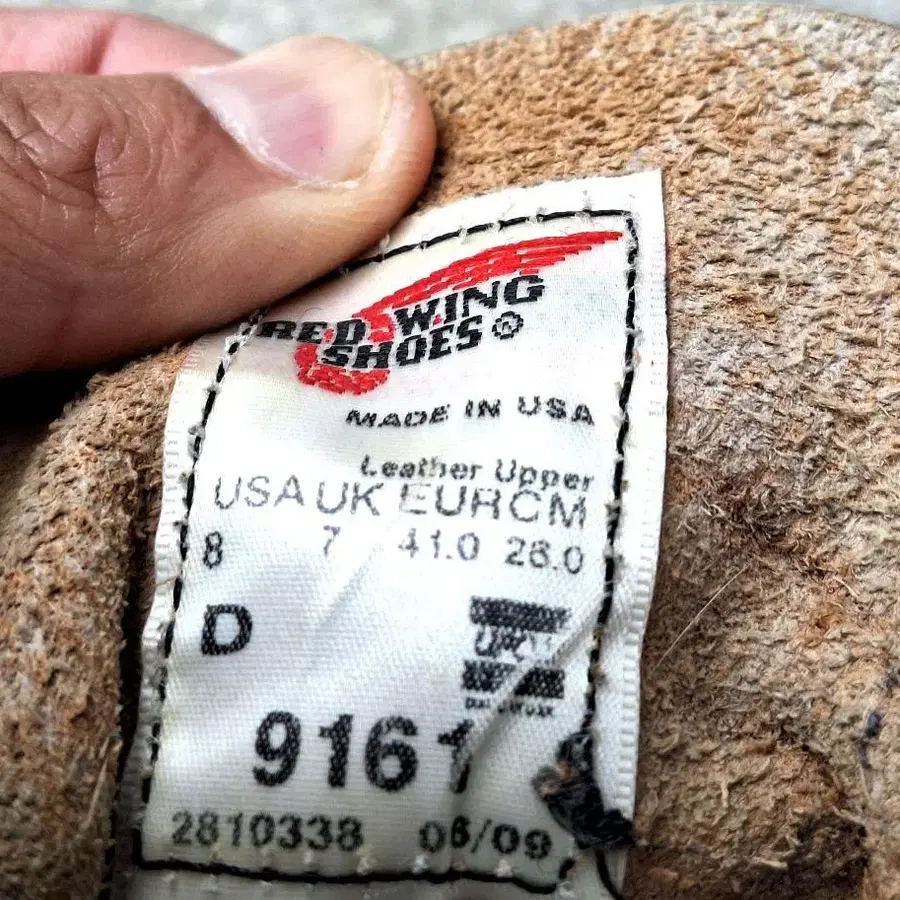 RED WING
SHOES®
MADE IN USA
Leather Upper
USA UK EUR CM
8 7 41.0 26.0
D
9161
2810338 06/09